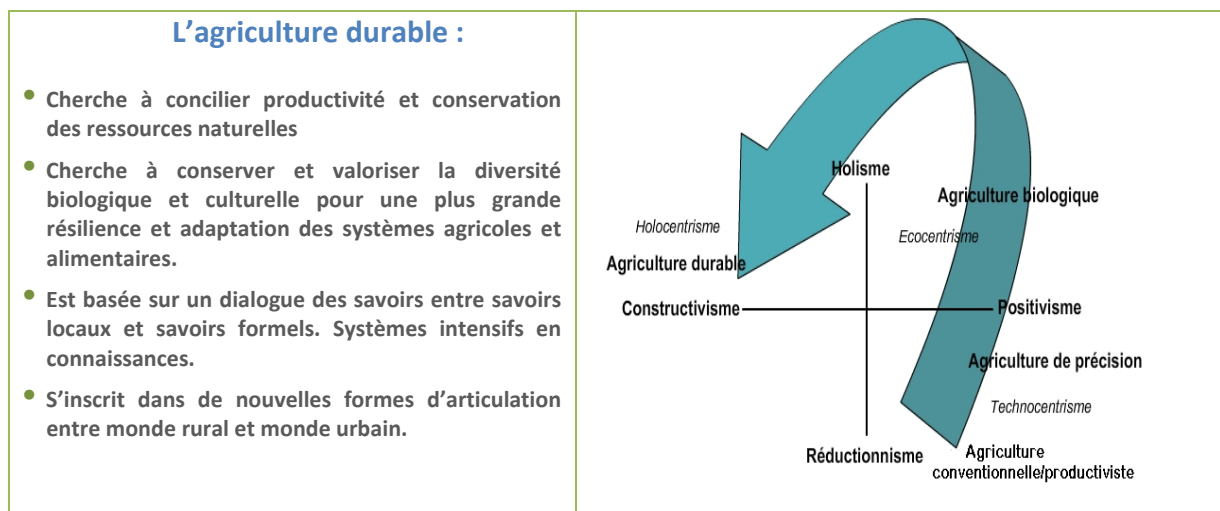 L’agriculture durable :
• Cherche à concilier productivité et conservation
des ressources naturelles
• Cherche à conserver et valoriser la diversité
biologique et culturelle pour une plus grande
résilience et adaptation des systèmes agricoles et
alimentaires.
• Est basée sur un dialogue des savoirs entre savoirs
locaux et savoirs formels. Systèmes intensifs en
connaissances.
• S’inscrit dans de nouvelles formes d’articulation
entre monde rural et monde urbain.
Holisme
Agriculture biologique
Holocentrisme
Ecocentrisme
Agriculture durable
Constructivisme
Positivisme
Agriculture de précision
Technocentrisme
Réductionnisme
Agriculture
conventionnelle/productiviste